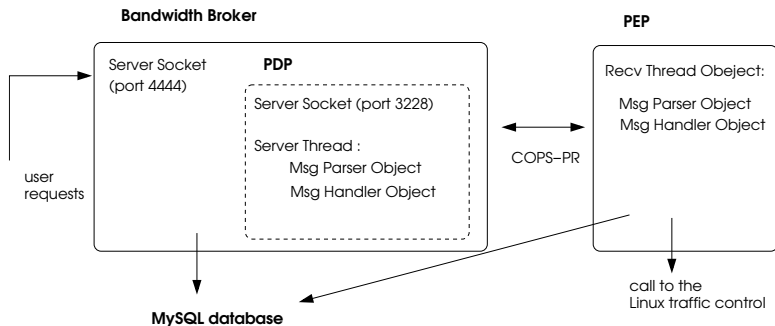 Bandwidth Broker
PEP
Server Socket
(port 4444)
PDP
Server Socket (port 3228)
Server Thread :
Msg Parser Object
Msg Handler Object
user
requests
COPS–PR
Recv Thread Obeject:
Msg Parser Object
Msg Handler Object
MySQL database
call to the
Linux traffic control